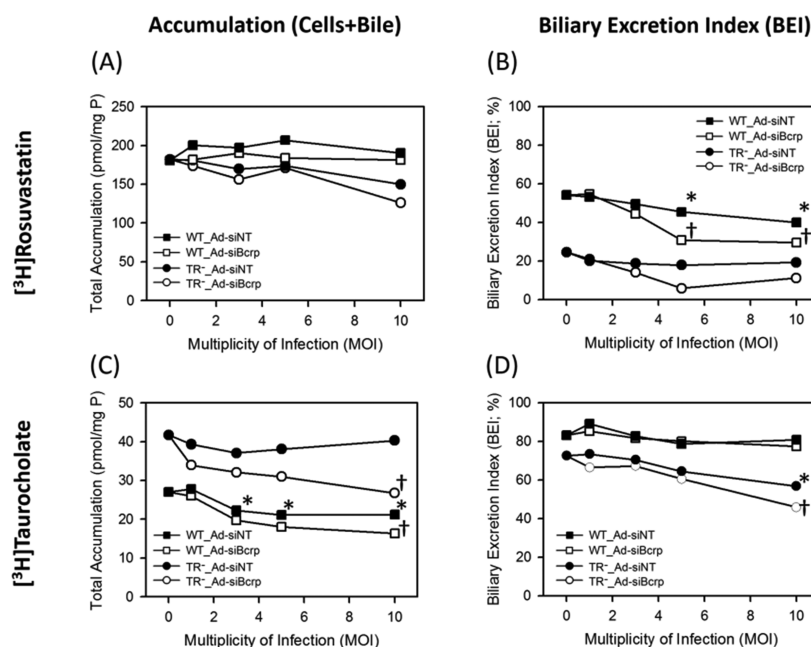 Accumulation (Cells+Bile)
Biliary Excretion Index (BEI)
[³H]Rosuvastatin
(A)
Total Accumulation (pmol/mg P)
250
200
150
100
50
0
WT_Ad-siNT
WT_Ad-siBcrp
TR⁻_Ad-siNT
TR⁻_Ad-siBcrp
0 2 4 6 8 10
Multiplicity of Infection (MOI)
(B)
Biliary Excretion Index (BEI; %)
100
80
60
40
20
0
WT_Ad-siNT
WT_Ad-siBcrp
TR⁻_Ad-siNT
TR⁻_Ad-siBcrp
* *
† †
0 2 4 6 8 10
Multiplicity of Infection (MOI)
[³H]Taurocholate
(C)
Total Accumulation (pmol/mg P)
50
40
30
20
10
0
†
* * *
†
WT_Ad-siNT
WT_Ad-siBcrp
TR⁻_Ad-siNT
TR⁻_Ad-siBcrp
0 2 4 6 8 10
Multiplicity of Infection (MOI)
(D)
Biliary Excretion Index (BEI; %)
100
80
60
40
20
0
*
†
WT_Ad-siNT
WT_Ad-siBcrp
TR⁻_Ad-siNT
TR⁻_Ad-siBcrp
0 2 4 6 8 10
Multiplicity of Infection (MOI)